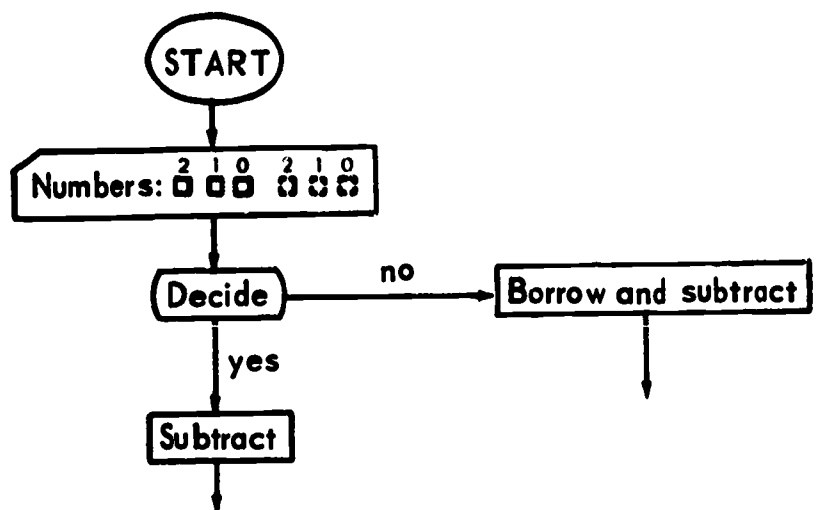 START
2 1 0 2 1 0
Numbers:
Decide
no
Borrow and subtract
yes
Subtract